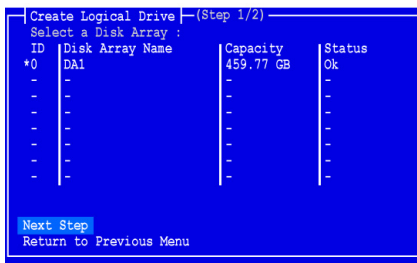 Create Logical Drive (Step 1/2)
Select a Disk Array :
ID Disk Array Name Capacity Status
*0 DA1 459.77 GB Ok
- - - -
- - - -
- - - -
- - - -
- - - -
- - - -
- - - -
Next Step
Return to Previous Menu